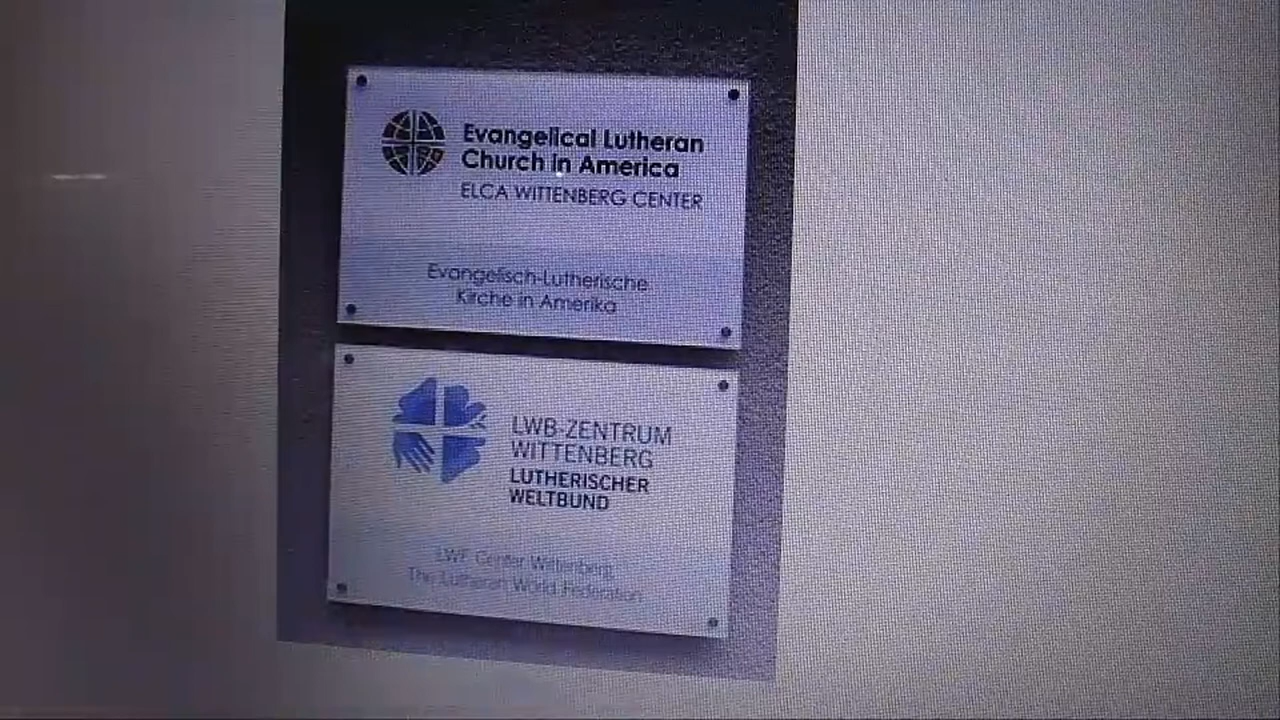 Evangelical Lutheran
Church in America
ELCA WITTENBERG CENTER
Evangelisch-Lutherische
Kirche in Amerika
LWB-ZENTRUM
WITTENBERG
LUTHERISCHER
WELTBUND
LWF Center Wittenberg
The Lutheran World Federation